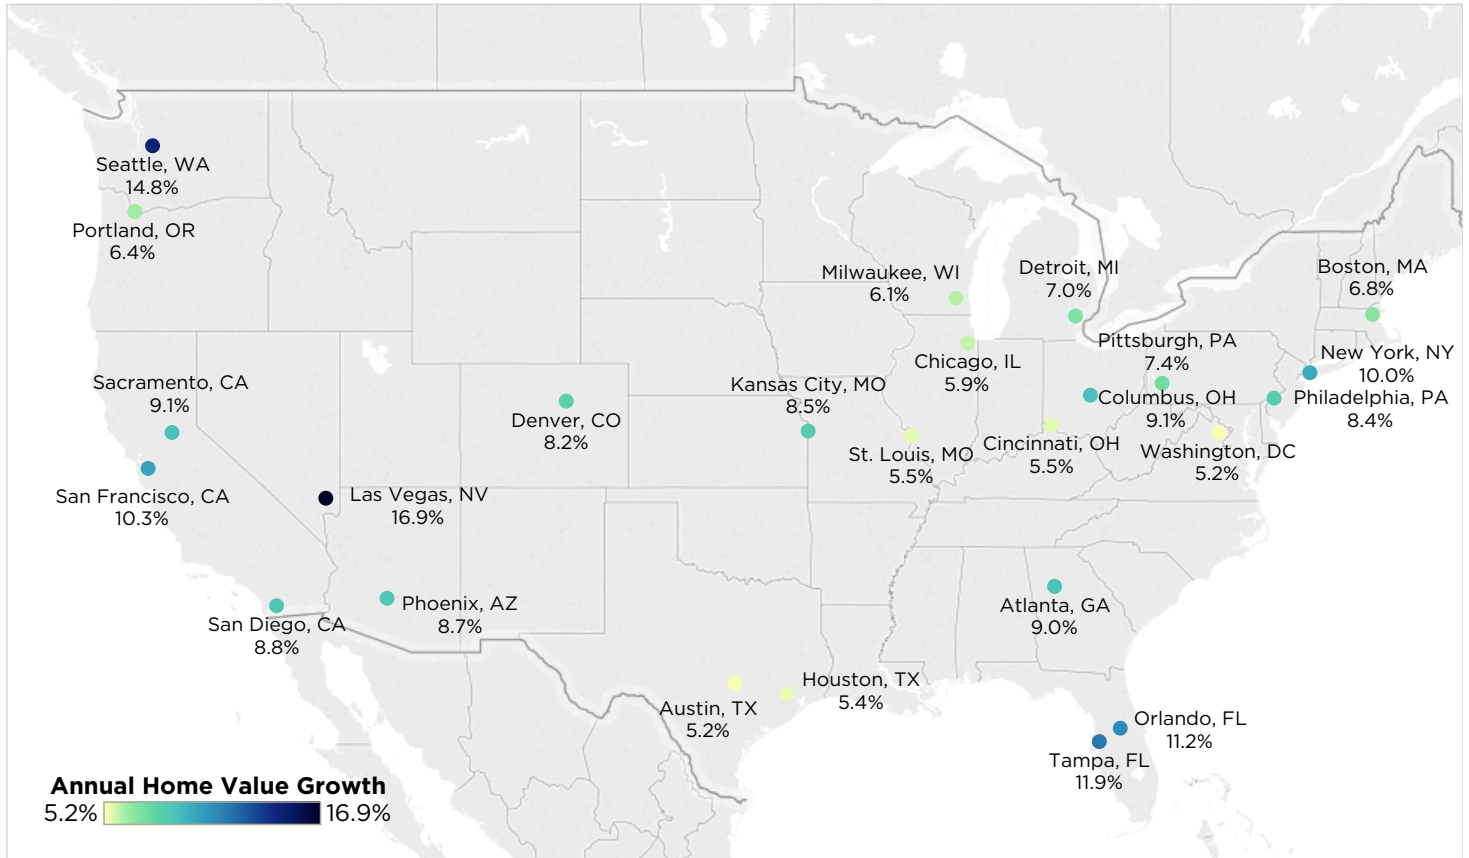 Seattle, WA
14.8%
Portland, OR
6.4%
Milwaukee, WI
6.1%
Detroit, MI
7.0%
Boston, MA
6.8%
Pittsburgh, PA
7.4%
New York, NY
10.0%
Chicago, IL
5.9%
Sacramento, CA
9.1%
Kansas City, MO
8.5%
Columbus, OH
9.1%
Philadelphia, PA
8.4%
Denver, CO
8.2%
St. Louis, MO
5.5%
Cincinnati, OH
5.5%
Washington, DC
5.2%
San Francisco, CA
10.3%
Las Vegas, NV
16.9%
San Diego, CA
8.8%
Phoenix, AZ
8.7%
Atlanta, GA
9.0%
Austin, TX
5.2%
Houston, TX
5.4%
Orlando, FL
11.2%
Tampa, FL
11.9%
Annual Home Value Growth
5.2% 16.9%